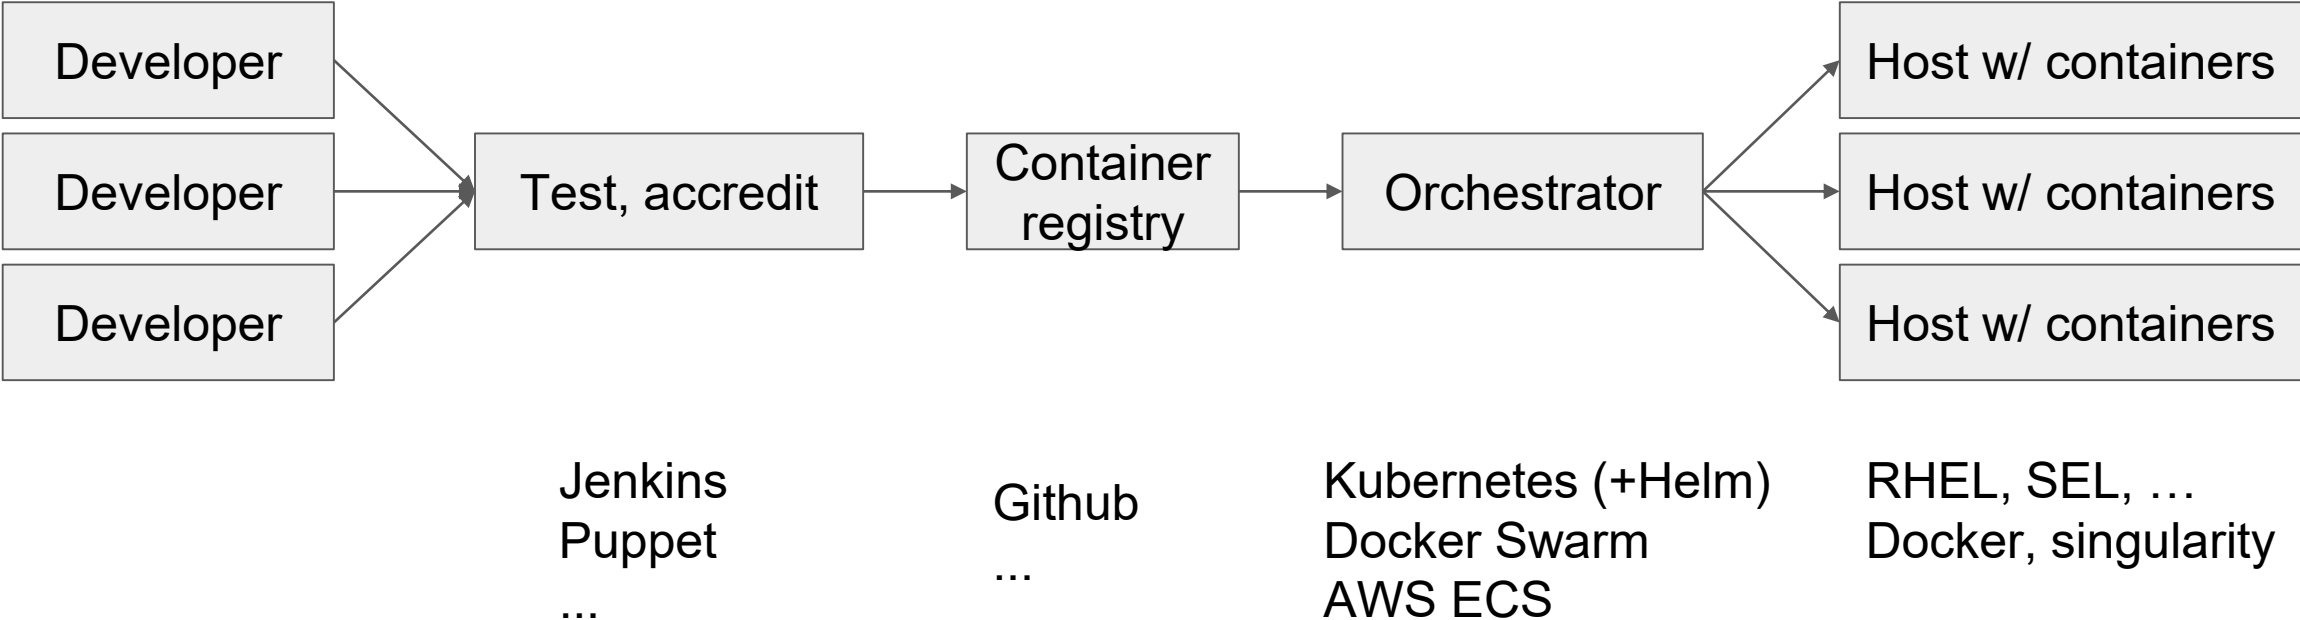 Developer
Developer
Developer
Test, accredit
Container
registry
Orchestrator
Host w/ containers
Host w/ containers
Host w/ containers
Jenkins
Puppet
...
Github
...
Kubernetes (+Helm)
Docker Swarm
AWS ECS
RHEL, SEL, …
Docker, singularity